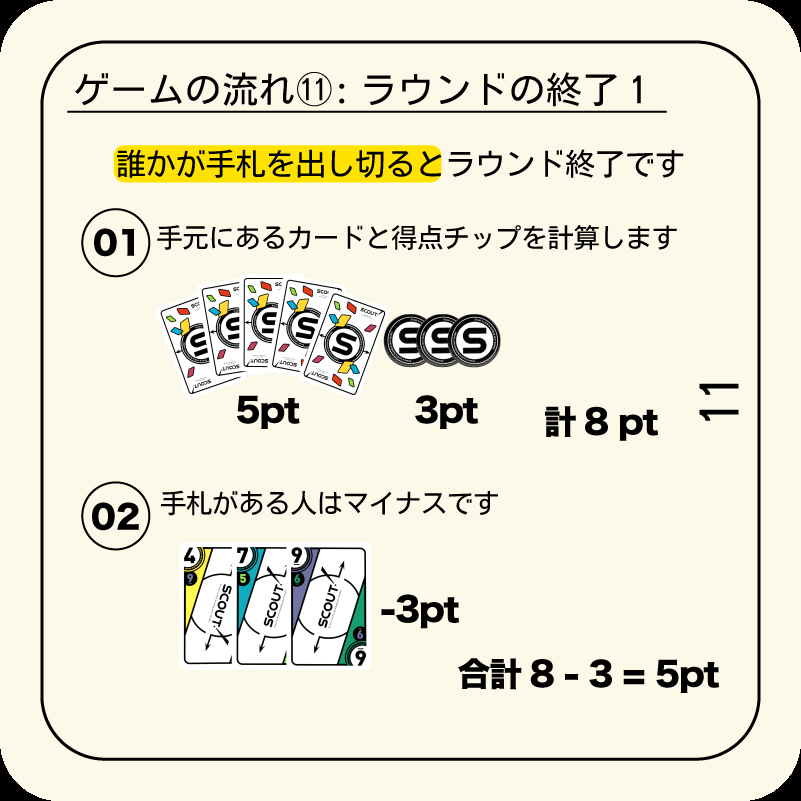 ゲームの流れ⑪: ラウンドの終了 1
誰かが手札を出し切るとラウンド終了です
01 手元にあるカードと得点チップを計算します
SCOUT!
S S S
5pt 3pt 計 8 pt
11
02 手札がある人はマイナスです
4 7 9
9 5 6
SCOUT SCOUT SCOUT
6
9
-3pt
合計 8 - 3 = 5pt